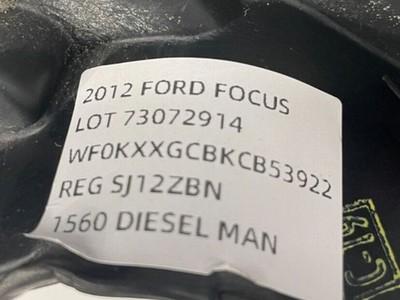 2012 FORD FOCUS
LOT 73072914
WF0KXXGCBKCB53922
REG SJ12ZBN
1560 DIESEL MAN